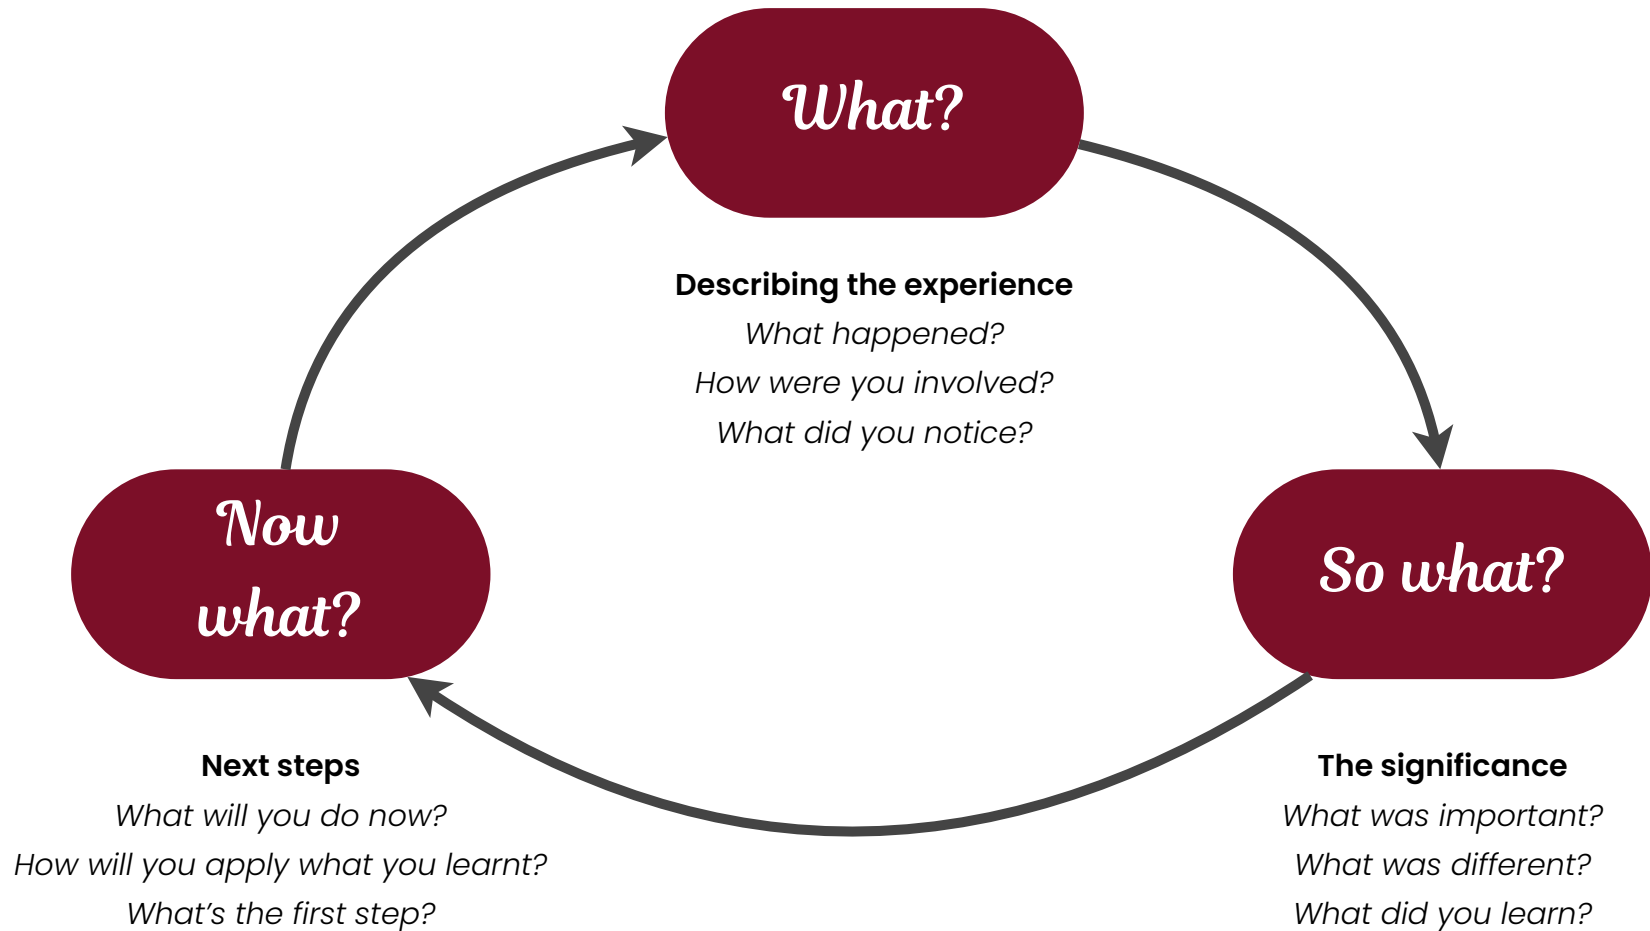 What?
Describing the experience
What happened?
How were you involved?
What did you notice?
So what?
The significance
What was important?
What was different?
What did you learn?
Now
what?
Next steps
What will you do now?
How will you apply what you learnt?
What’s the first step?